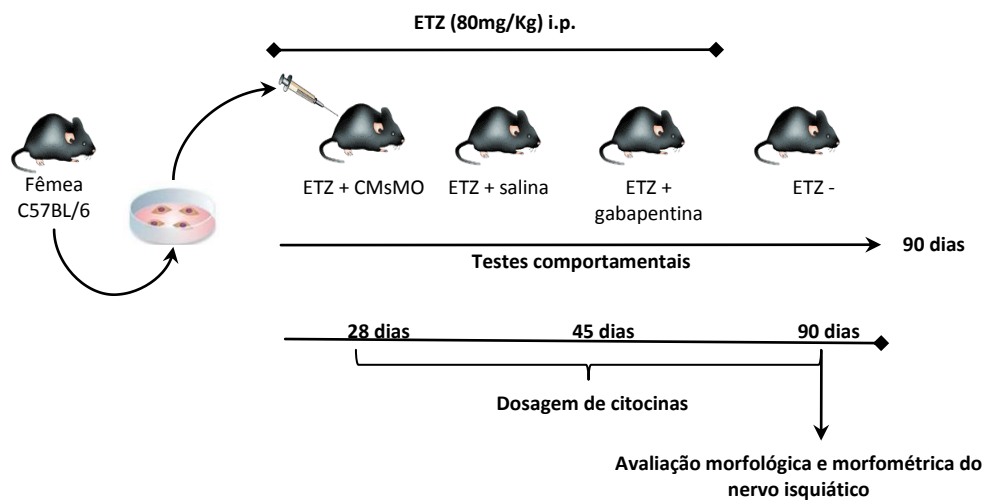 ETZ (80mg/Kg) i.p.
Fêmea
C57BL/6
ETZ + CMsMO
ETZ + salina
ETZ +
gabapentina
ETZ -
90 dias
Testes comportamentais
28 dias
45 dias
90 dias
Dosagem de citocinas
Avaliação morfológica e morfométrica do
nervo isquiático